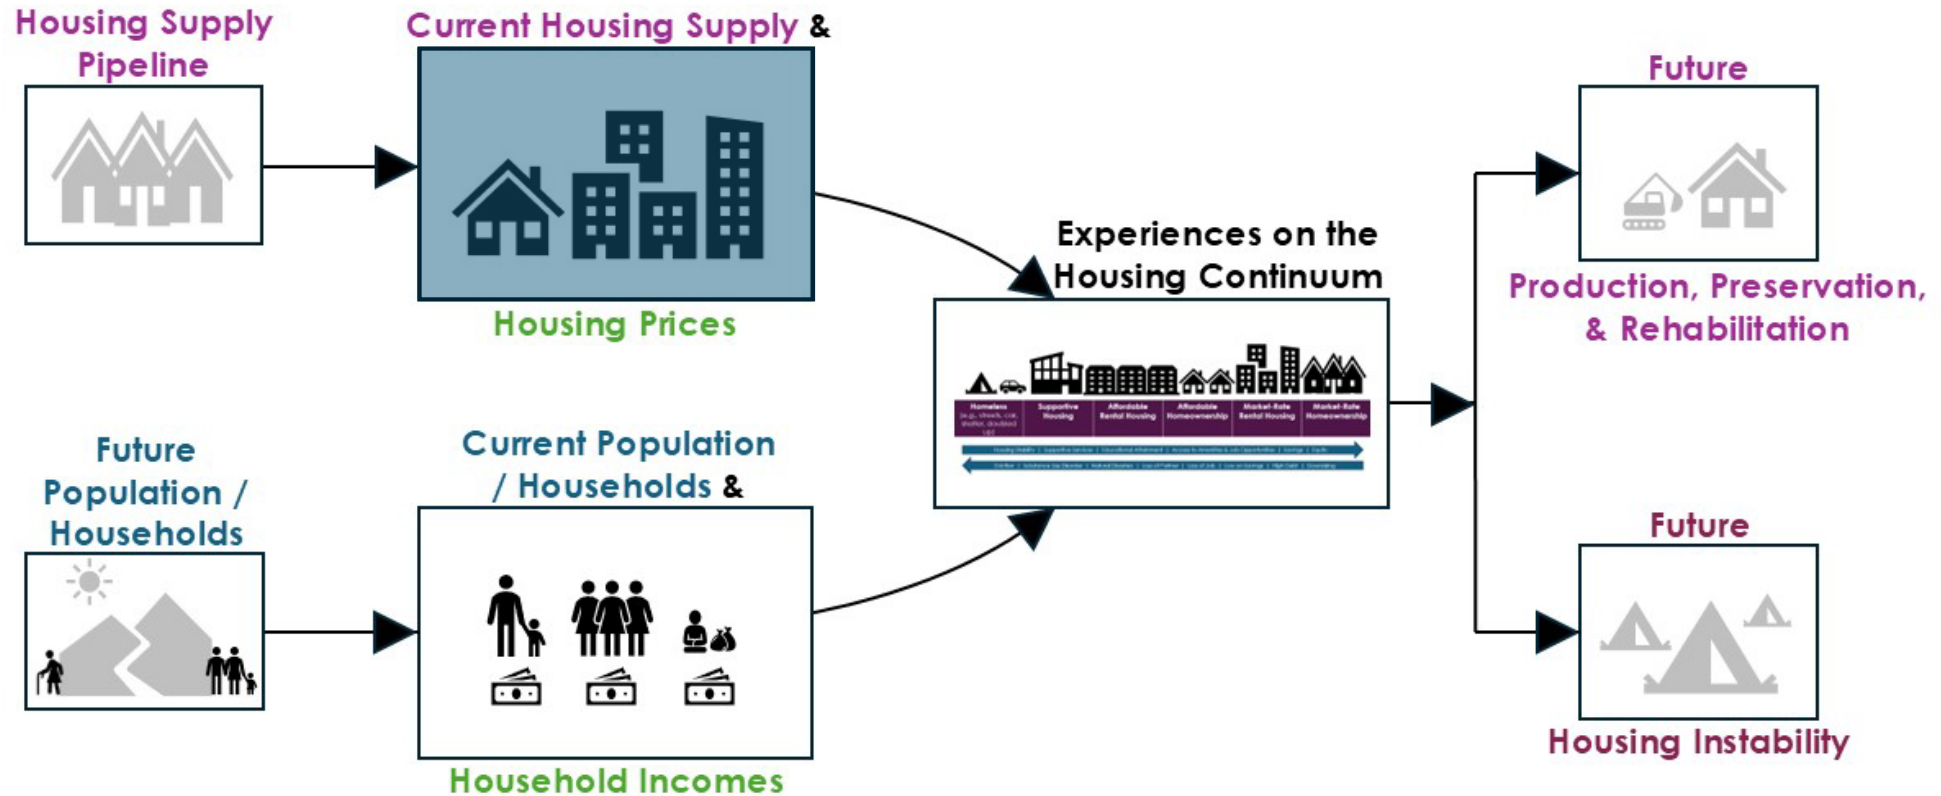 Housing Supply
Pipeline
Current Housing Supply &
Housing Prices
Future
Population /
Households
Current Population
/ Households &
Household Incomes
Experiences on the
Housing Continuum
Homeless
Supportive
Housing
Affordable
Rental Housing
Affordable
Homeownership
Market-Rate
Rental Housing
Market-Rate
Homeownership
Future
Production, Preservation,
& Rehabilitation
Future
Housing Instability